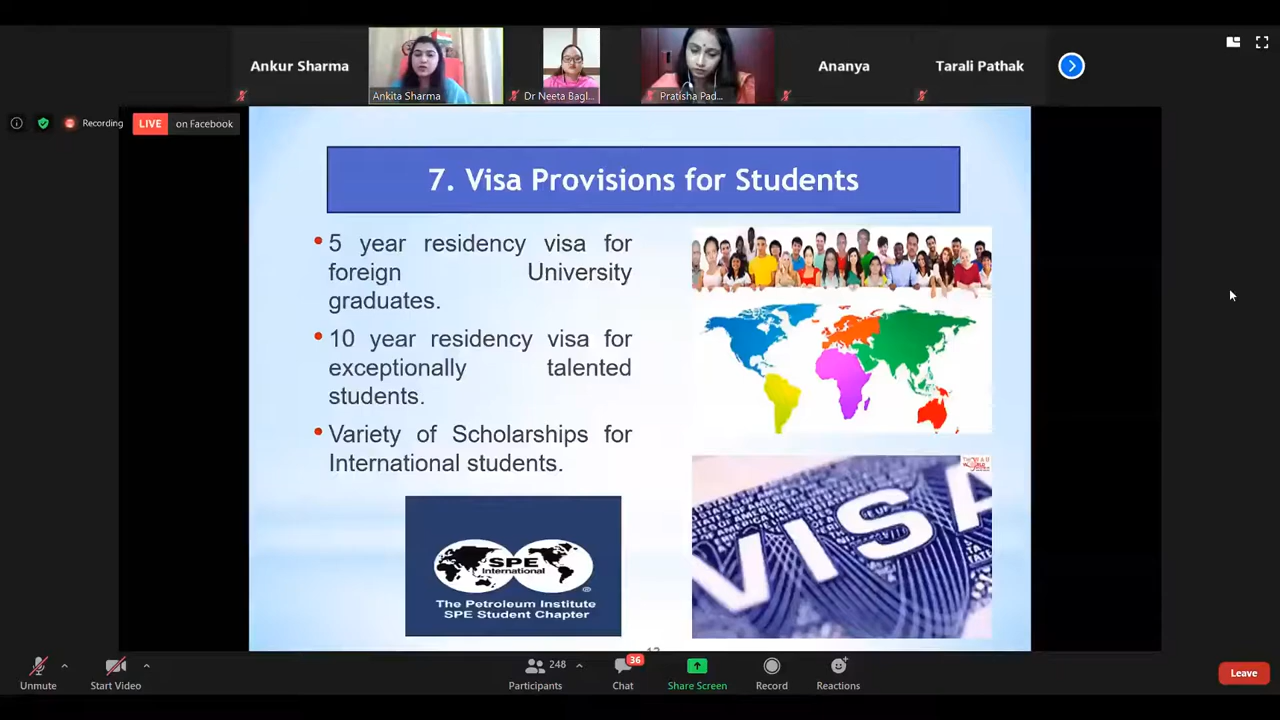 Ankur Sharma
Ankita Sharma
Dr Neeta Bagl...
Pratisha Pad...
Ananya
Tarali Pathak
Recording
LIVE
on Facebook
7. Visa Provisions for Students
5 year residency visa for
foreign University
graduates.
10 year residency visa for
exceptionally talented
students.
Variety of Scholarships for
International students.
SPE
International
The Petroleum Institute
SPE Student Chapter
VISA
Unmute
Start Video
248
Participants
36
Chat
Share Screen
Record
Reactions
Leave